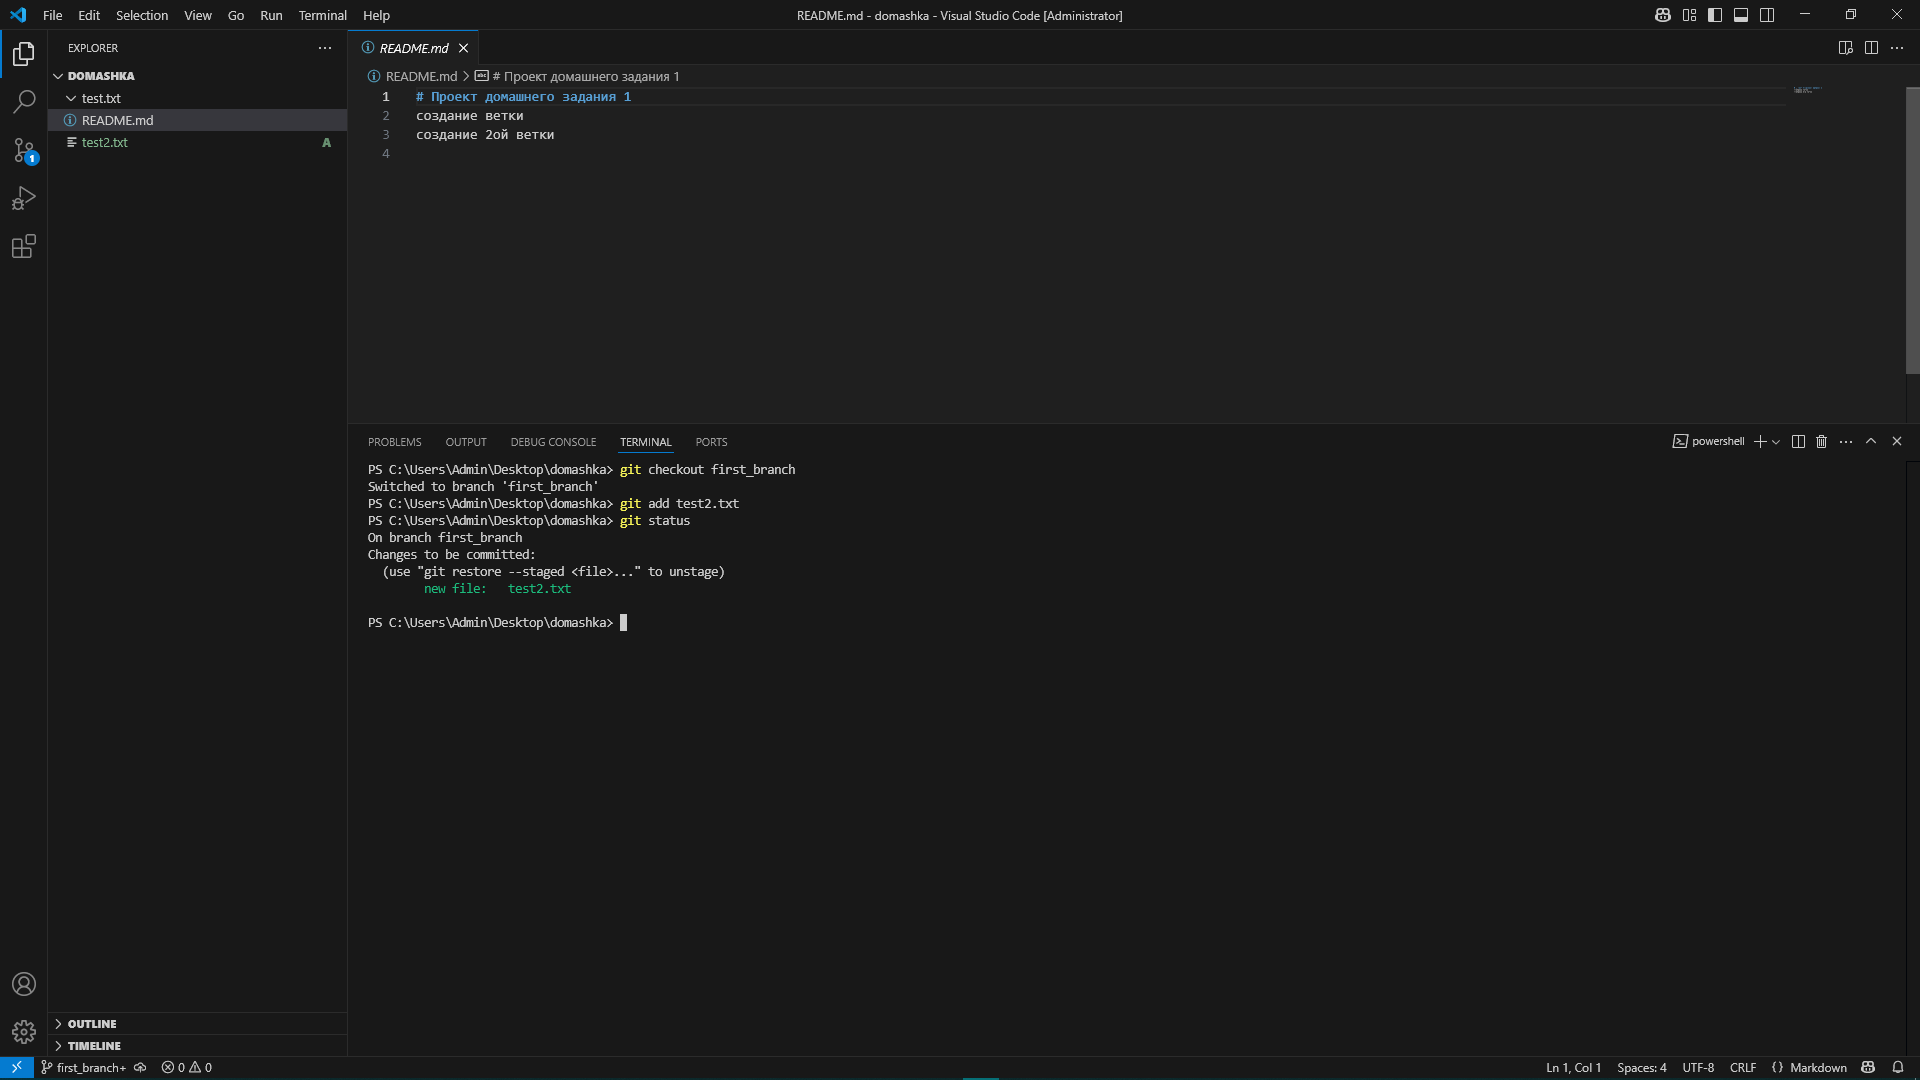 File Edit Selection View Go Run Terminal Help
README.md - domashka - Visual Studio Code [Administrator]
EXPLORER
DOMASHKA
test.txt
README.md
test2.txt A
1
OUTLINE
TIMELINE
README.md
README.md > # Проект домашнего задания 1
1 # Проект домашнего задания 1
2 создание ветки
3 создание 2ой ветки
4
PROBLEMS OUTPUT DEBUG CONSOLE TERMINAL PORTS
powershell
PS C:\Users\Admin\Desktop\domashka> git checkout first_branch
Switched to branch 'first_branch'
PS C:\Users\Admin\Desktop\domashka> git add test2.txt
PS C:\Users\Admin\Desktop\domashka> git status
On branch first_branch
Changes to be committed:
(use "git restore --staged <file>..." to unstage)
new file: test2.txt
PS C:\Users\Admin\Desktop\domashka>
first_branch+ 0 0
Ln 1, Col 1 Spaces: 4 UTF-8 CRLF {} Markdown